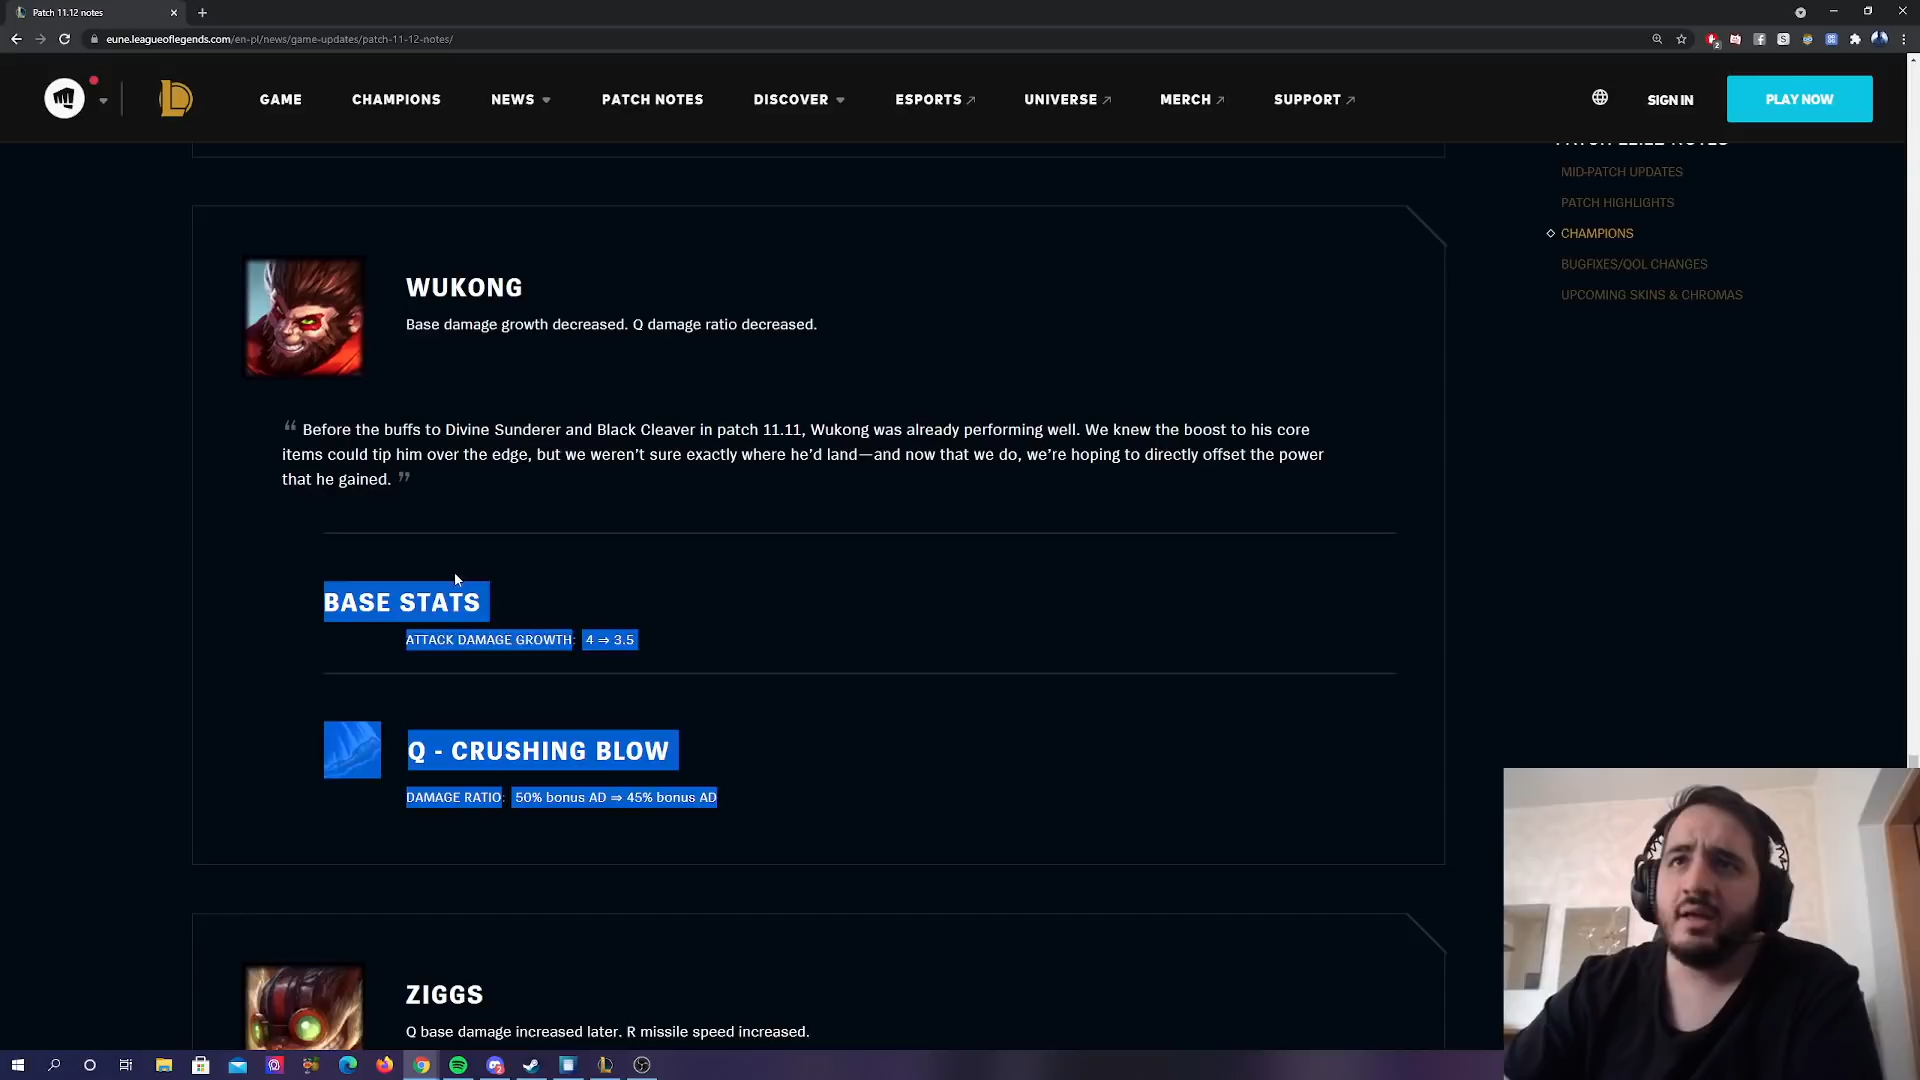 Patch 11.12 notes
eune.leagueoflegends.com/en-pl/news/game-updates/patch-11-12-notes/
GAME
CHAMPIONS
NEWS
PATCH NOTES
DISCOVER
ESPORTS
UNIVERSE
MERCH
SUPPORT
SIGN IN
PLAY NOW
PATCH 11.12 NOTES
MID-PATCH UPDATES
PATCH HIGHLIGHTS
CHAMPIONS
BUGFIXES/QOL CHANGES
UPCOMING SKINS & CHROMAS
WUKONG
Base damage growth decreased. Q damage ratio decreased.
“ Before the buffs to Divine Sunderer and Black Cleaver in patch 11.11, Wukong was already performing well. We knew the boost to his core
items could tip him over the edge, but we weren’t sure exactly where he’d land—and now that we do, we’re hoping to directly offset the power
that he gained. ”
BASE STATS
ATTACK DAMAGE GROWTH: 4 ⇒ 3.5
Q - CRUSHING BLOW
DAMAGE RATIO: 50% bonus AD ⇒ 45% bonus AD
ZIGGS
Q base damage increased later. R missile speed increased.